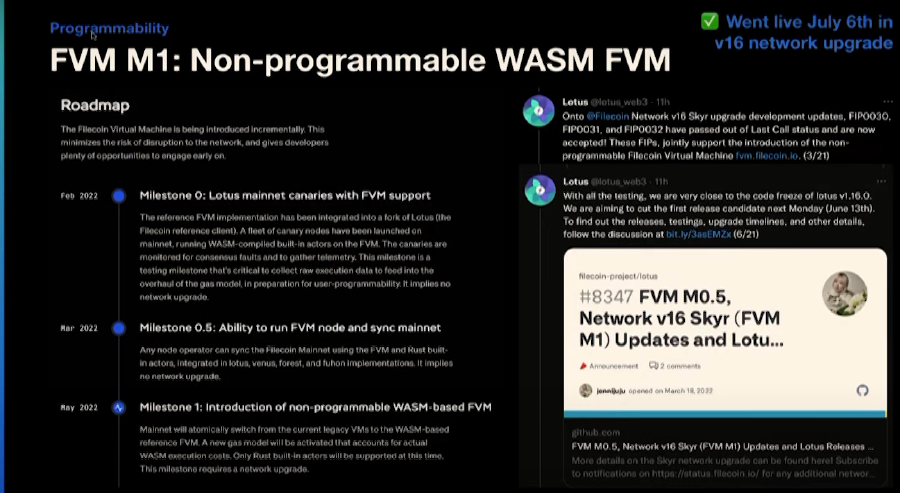 Programmability
FVM M1: Non-programmable WASM FVM
✅ Went live July 6th in
v16 network upgrade
Roadmap
The Filecoin Virtual Machine is being introduced incrementally. This
minimizes the risk of disruption to the network, and gives developers
plenty of opportunities to engage early on.
Feb 2022
Milestone 0: Lotus mainnet canaries with FVM support
The reference FVM implementation has been integrated into a fork of Lotus (the
Filecoin reference client). A fleet of canary nodes have been launched on
mainnet, running WASM-compiled built-in actors on the FVM. The canaries are
monitored for consensus faults and to gather telemetry. This milestone is a
testing milestone that's critical to collect raw execution data to feed into the
overhaul of the gas model, in preparation for user-programmability. It implies no
network upgrade.
Mar 2022
Milestone 0.5: Ability to run FVM node and sync mainnet
Any node operator can sync the Filecoin Mainnet using the FVM and Rust built-
in actors, integrated in lotus, venus, forest, and fuhon implementations. It implies
no network upgrade.
May 2022
Milestone 1: Introduction of non-programmable WASM-based FVM
Mainnet will atomically switch from the current legacy VMs to the WASM-based
reference FVM. A new gas model will be activated that accounts for actual
WASM execution costs. Only Rust built-in actors will be supported at this time.
This milestone requires a network upgrade.
Lotus @lotus_web3 · 11h
Onto @Filecoin Network v16 Skyr upgrade development updates, FIP0030,
FIP0031, and FIP0032 have passed out of Last Call status and are now
accepted! These FIPs, jointly support the introduction of the non-
programmable Filecoin Virtual Machine fvm.filecoin.io. (3/21)
Lotus @lotus_web3 · 11h
With all the testing, we are very close to the code freeze of lotus v1.16.0.
We are aiming to cut the first release candidate next Monday (June 13th).
To find out the releases, testings, upgrade timelines, and other details,
follow the discussion at bit.ly/3aeEMZx (6/21)
filecoin-project/lotus
#8347 FVM M0.5,
Network v16 Skyr (FVM
M1) Updates and Lotu...
Announcement 2 comments
jennijuju opened on March 18, 2022
github.com
FVM M0.5, Network v16 Skyr (FVM M1) Updates and Lotus Releases ...
More details on the Skyr network upgrade can be found here! Subscribe
to notifications on https://status.filecoin.io/ for any additional networ...